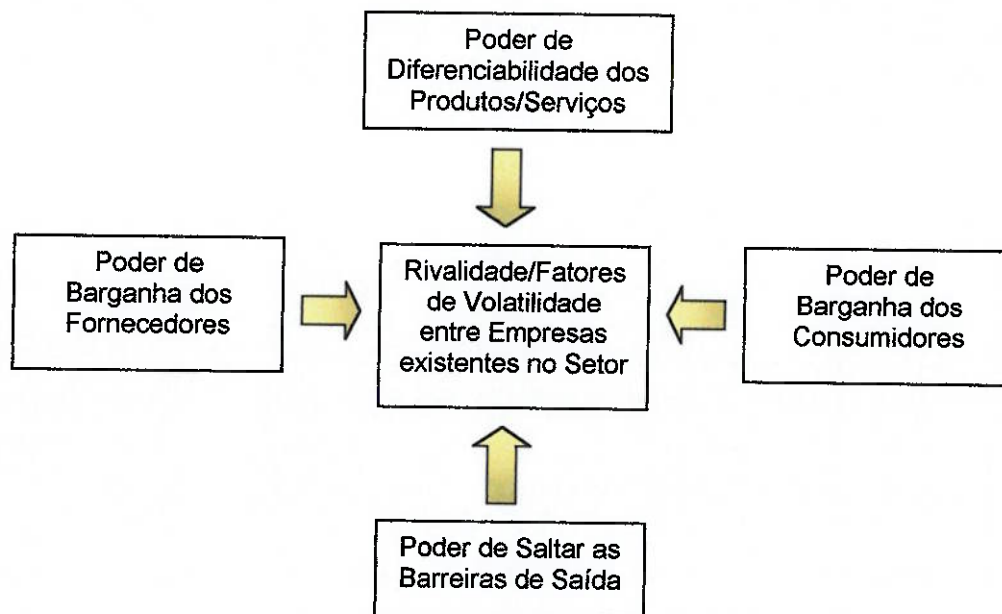 Poder de
Diferenciabilidade dos
Produtos/Serviços
Poder de
Barganha dos
Fornecedores
Rivalidade/Fatores
de Volatilidade
entre Empresas
existentes no Setor
Poder de
Barganha dos
Consumidores
Poder de Saltar as
Barreiras de Saída